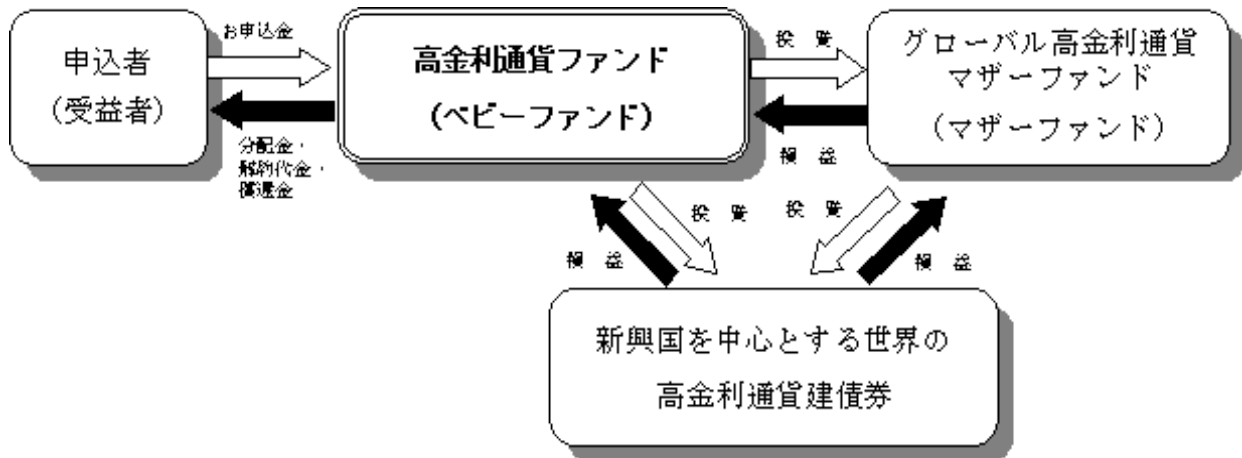 申込者
(受益者)
お申込金
分配金・
解約代金・
償還金
高金利通貨ファンド
(ベビーファンド)
投資
損益
グローバル高金利通貨
マザーファンド
(マザーファンド)
損益
投資
投資
損益
新興国を中心とする世界の
高金利通貨建債券